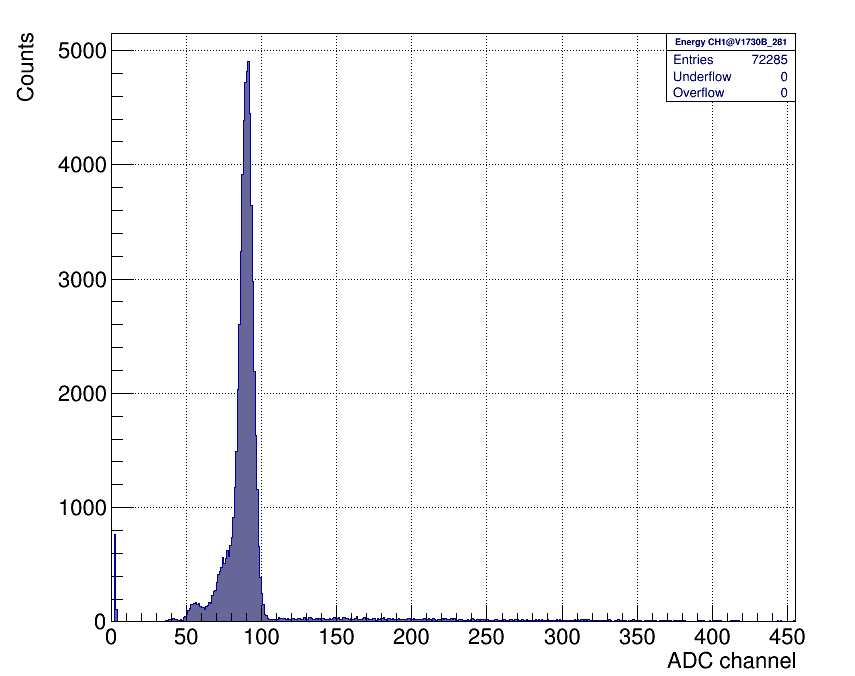 Counts
Energy CH1@V1730B_281
Entries 72285
Underflow 0
Overflow 0
5000
4000
3000
2000
1000
0
0 50 100 150 200 250 300 350 400 450
ADC channel